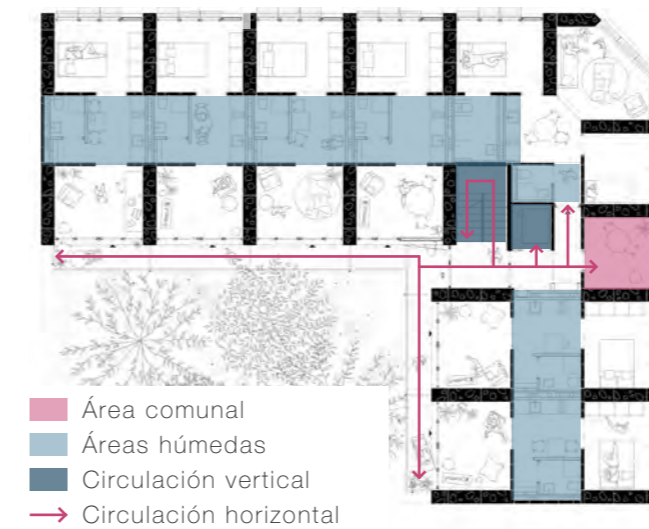 Área comunal
Áreas húmedas
Circulación vertical
Circulación horizontal